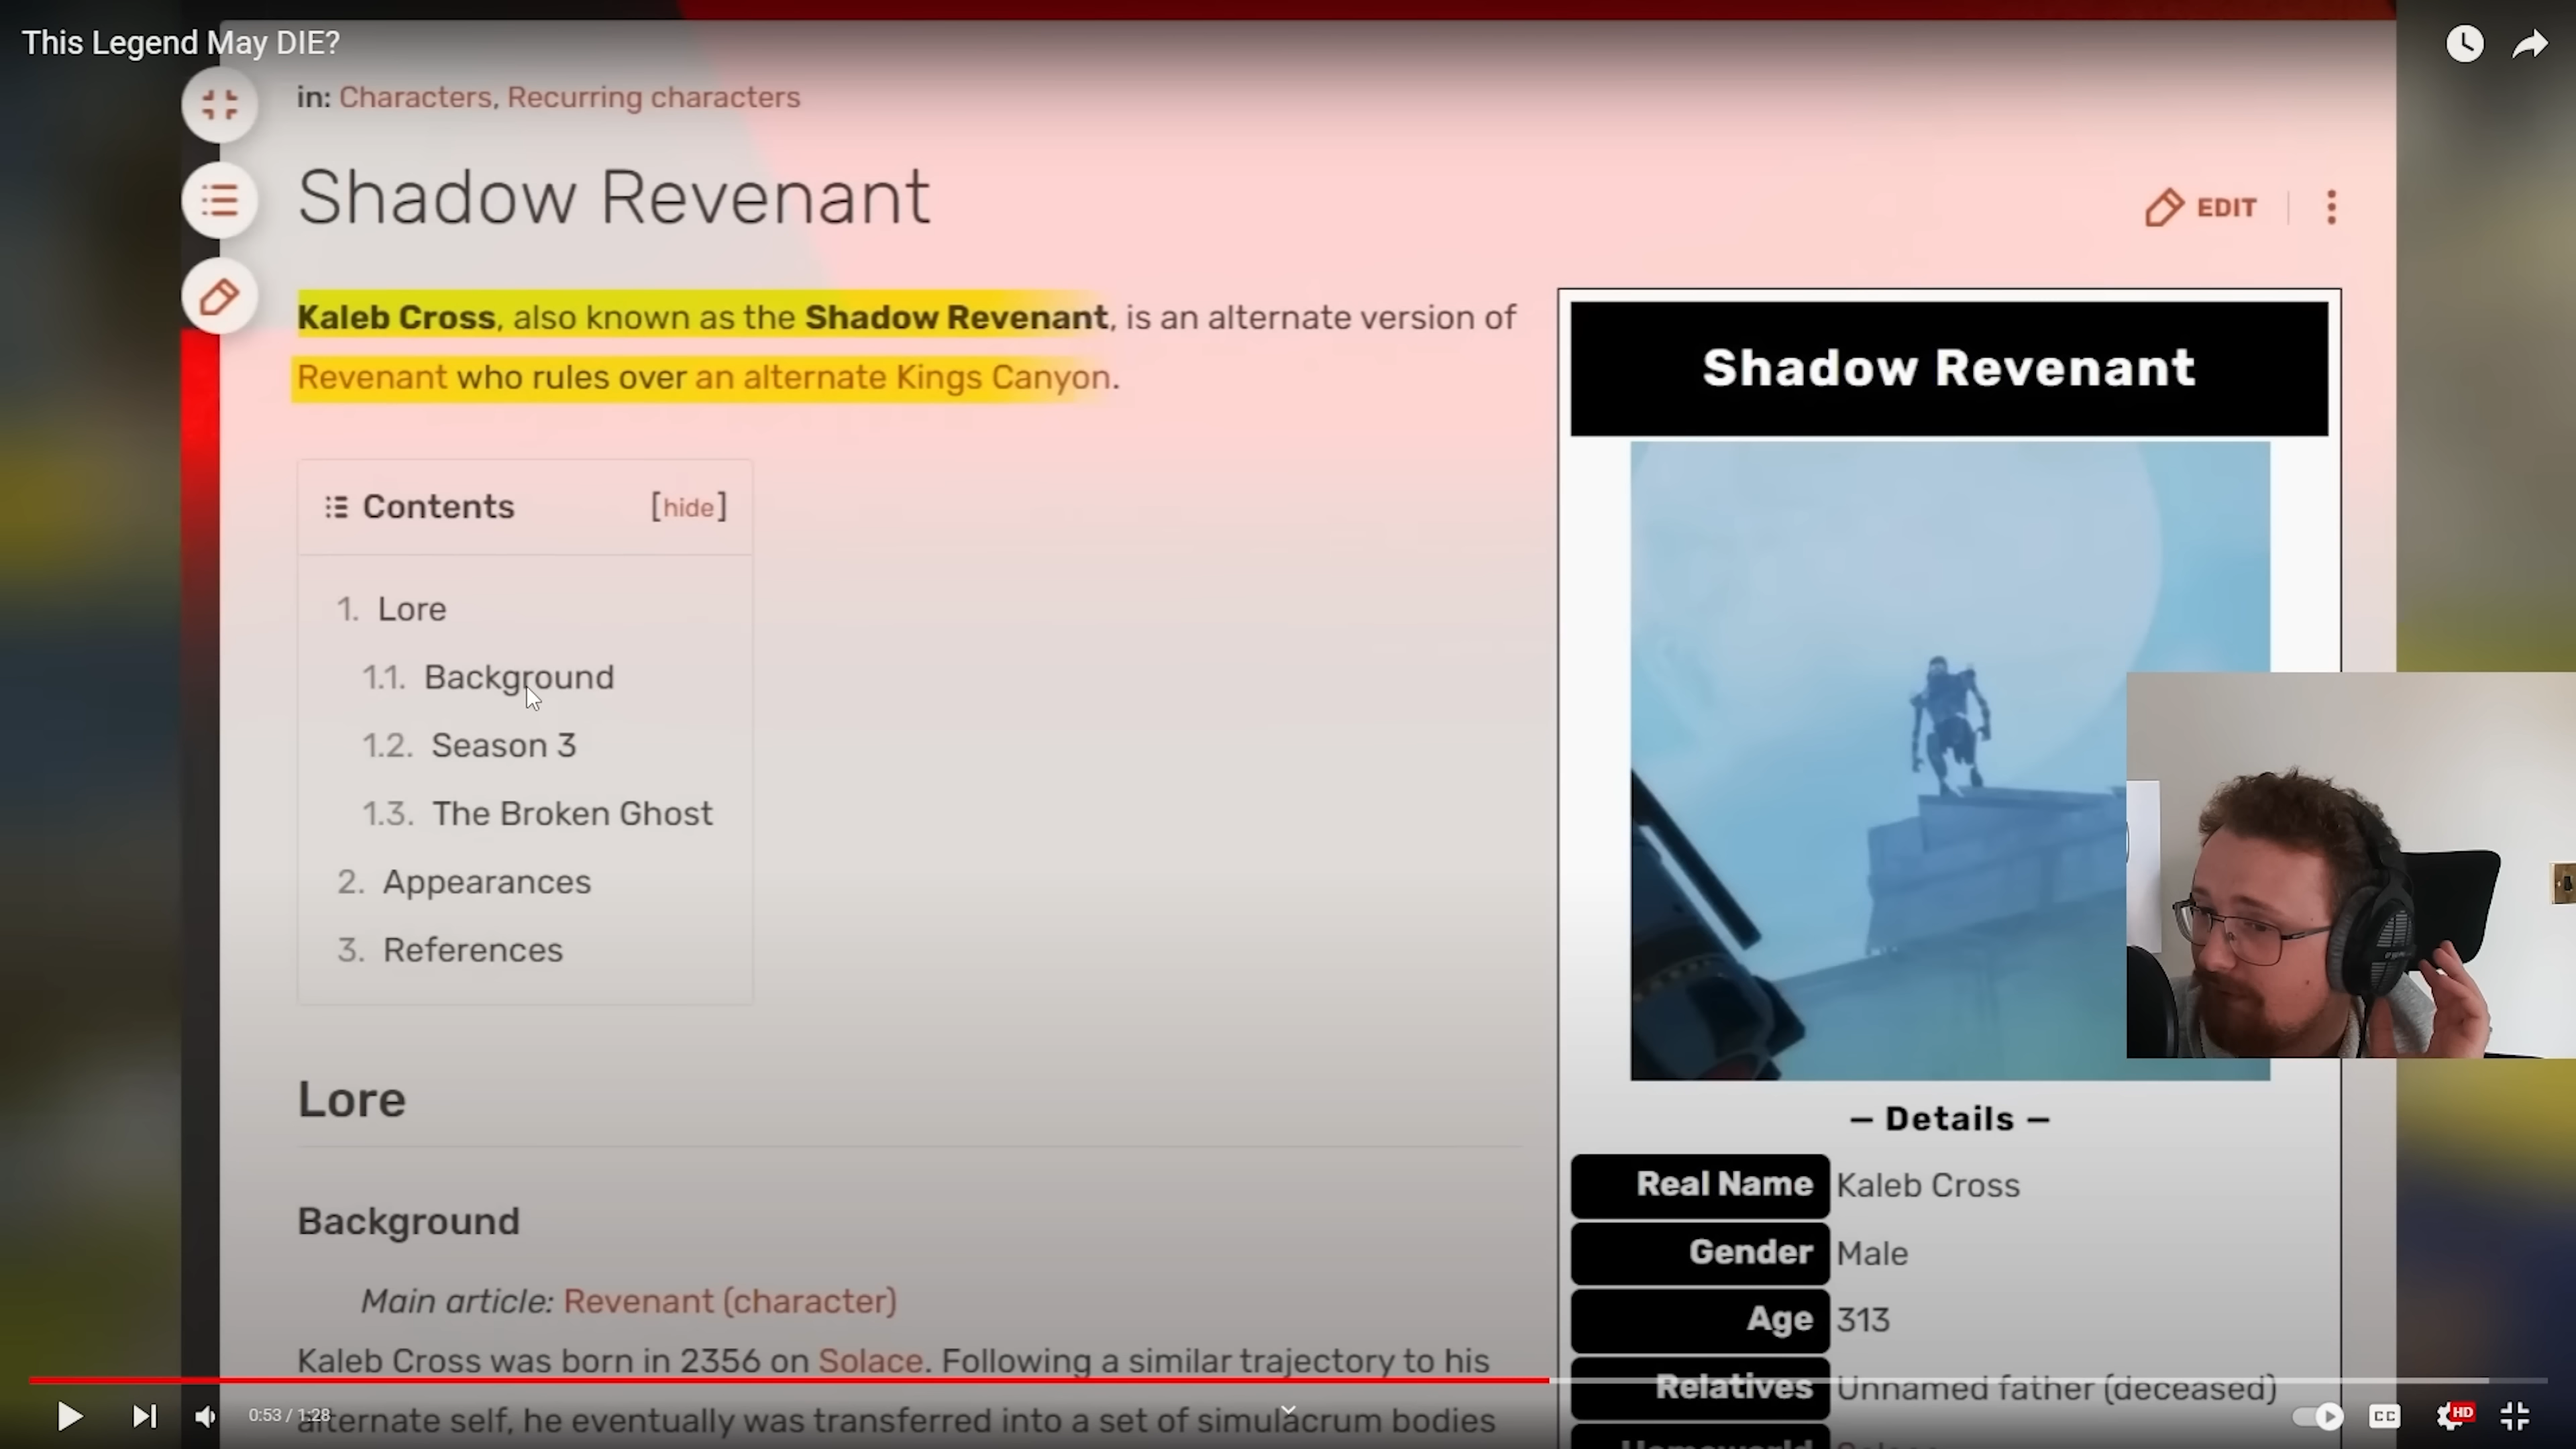 This Legend May DIE?
in: Characters, Recurring characters
Shadow Revenant
EDIT
Kaleb Cross, also known as the Shadow Revenant, is an alternate version of
Revenant who rules over an alternate Kings Canyon.
Contents [hide]
1. Lore
1.1. Background
1.2. Season 3
1.3. The Broken Ghost
2. Appearances
3. References
Lore
Background
Main article: Revenant (character)
Kaleb Cross was born in 2356 on Solace. Following a similar trajectory to his
alternate self, he eventually was transferred into a set of simulacrum bodies
Shadow Revenant
– Details –
Real Name Kaleb Cross
Gender Male
Age 313
Relatives Unnamed father (deceased)
0:53 / 1:28
CC
HD